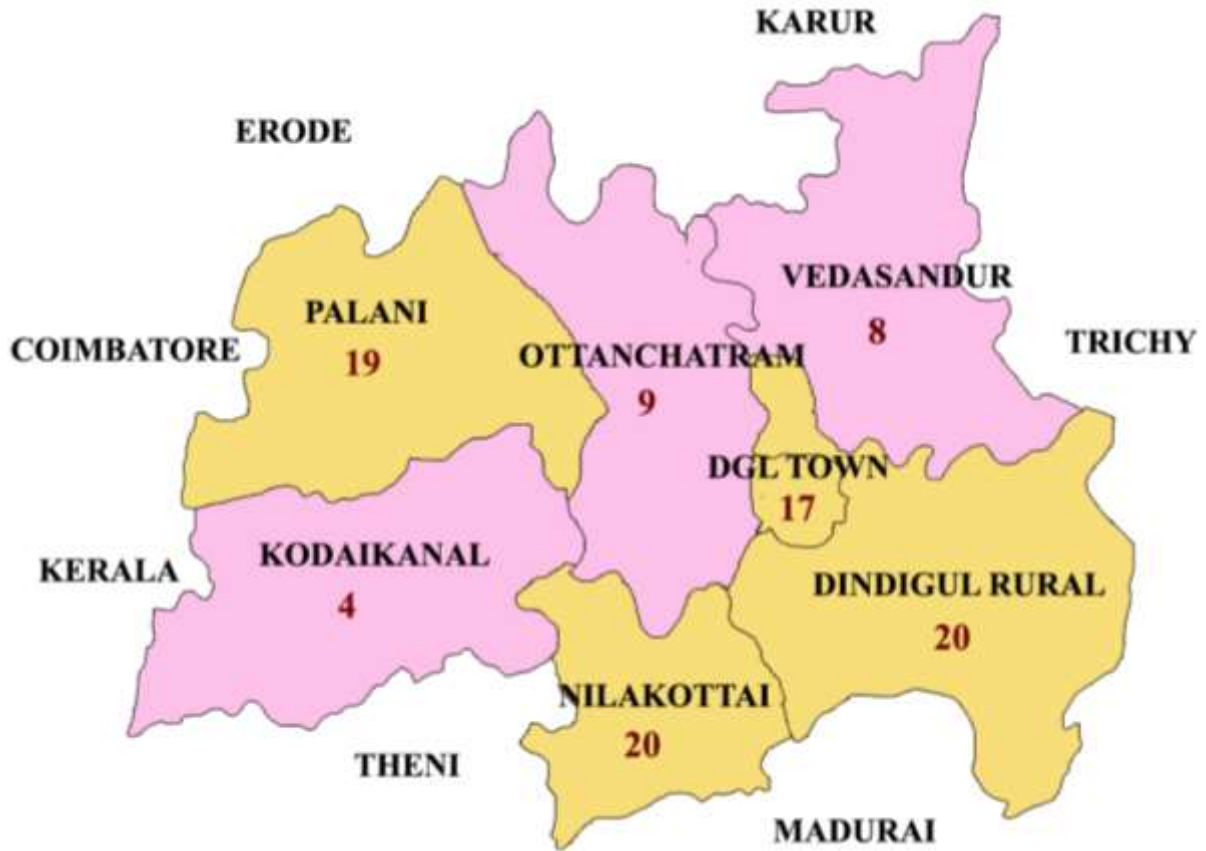 KARUR
ERODE
VEDASANDUR
8
PALANI
19
COIMBATORE
OTTANCHATRAM
9
TRICHY
DGL TOWN
17
KODAIKANAL
4
KERALA
DINDIGUL RURAL
20
NILAKOTTAI
20
THENI
MADURAI